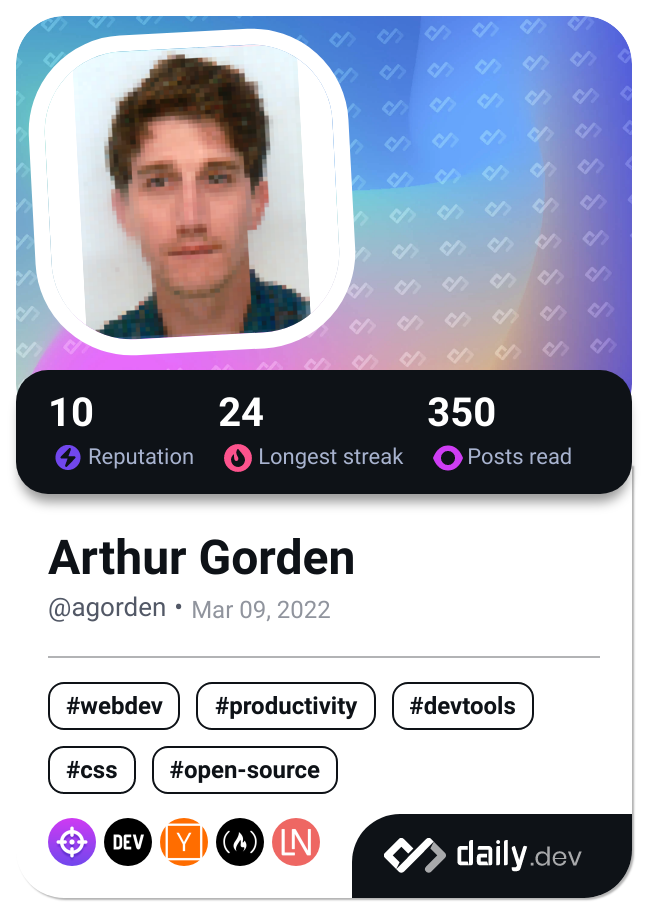 10 24 350
Reputation Longest streak Posts read
Arthur Gorden
@agorden • Mar 09, 2022
#webdev #productivity #devtools
#css #open-source
DEV Y LN
daily.dev